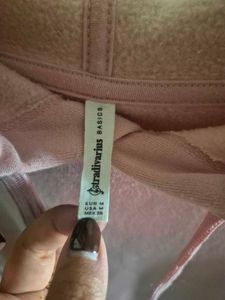 stradivarius
BASICS
EUR M
USA M
MEX 28